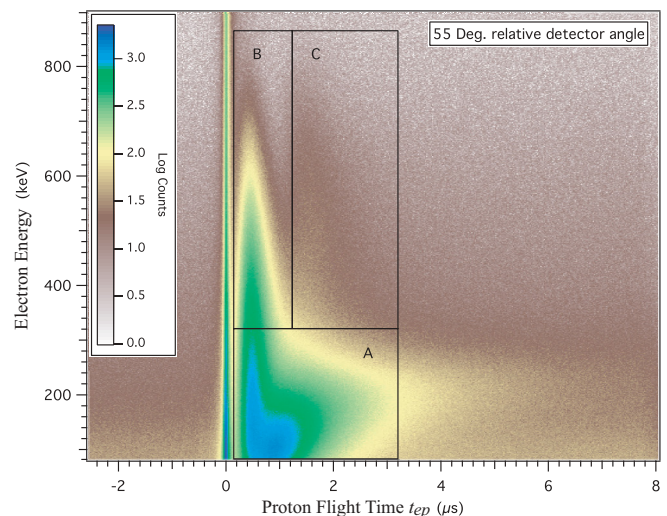 55 Deg. relative detector angle
B
C
A
3.0
2.5
2.0
1.5
1.0
0.5
0.0
Log Counts
800
600
400
200
Electron Energy (keV)
-2
0
2
4
6
8
Proton Flight Time tep (μs)